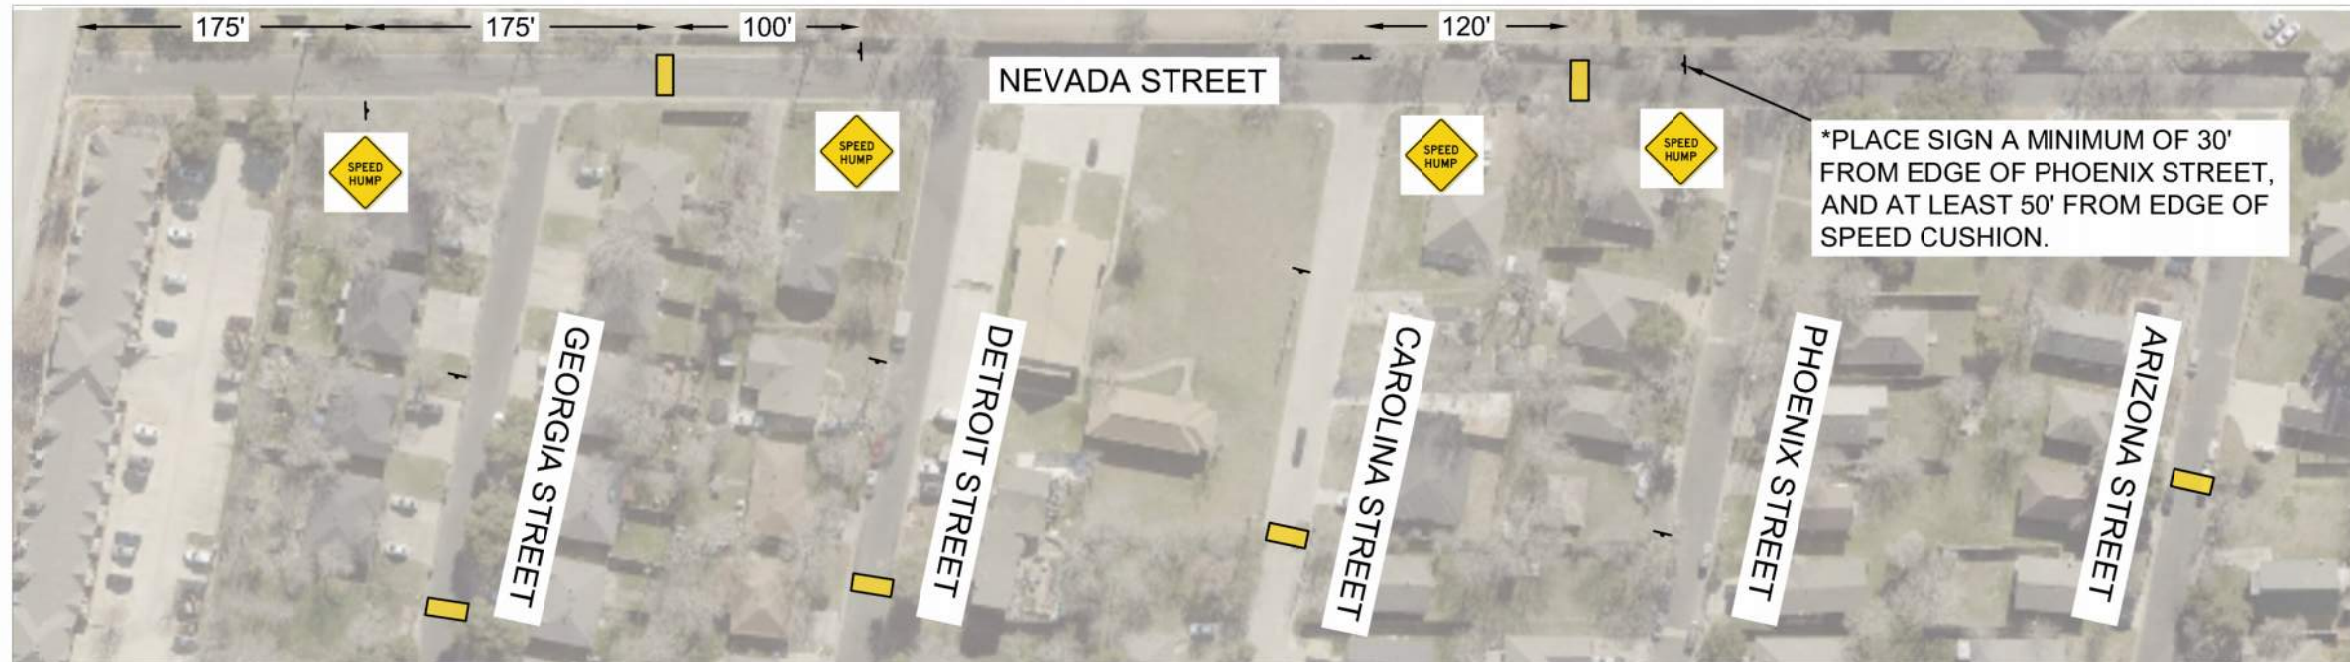 175'
175'
100'
120'
NEVADA STREET
SPEED
HUMP
SPEED
HUMP
SPEED
HUMP
SPEED
HUMP
*PLACE SIGN A MINIMUM OF 30'
FROM EDGE OF PHOENIX STREET,
AND AT LEAST 50' FROM EDGE OF
SPEED CUSHION.
GEORGIA STREET
DETROIT STREET
CAROLINA STREET
PHOENIX STREET
ARIZONA STREET